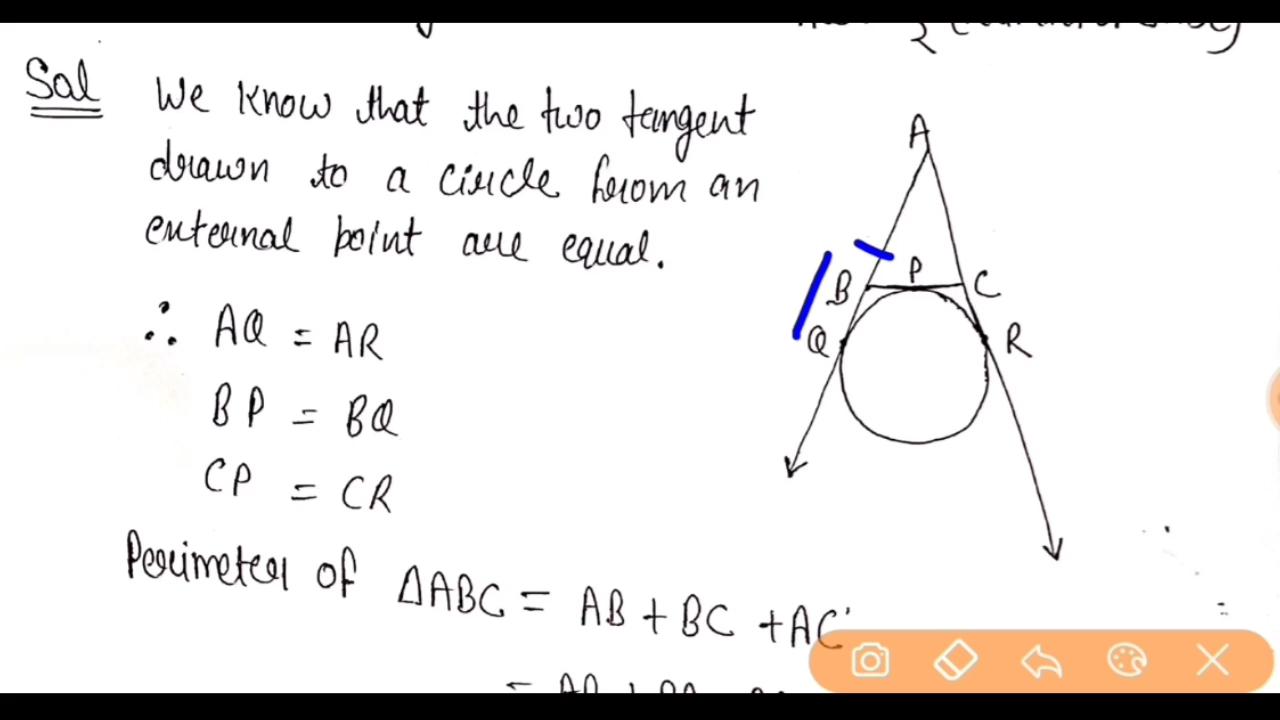 Sol We know that the two tangent
drawn to a circle from an
external point are equal.
∴ AQ = AR
BP = BQ
CP = CR
Perimeter of ΔABC = AB + BC + AC
A
B P C
Q R